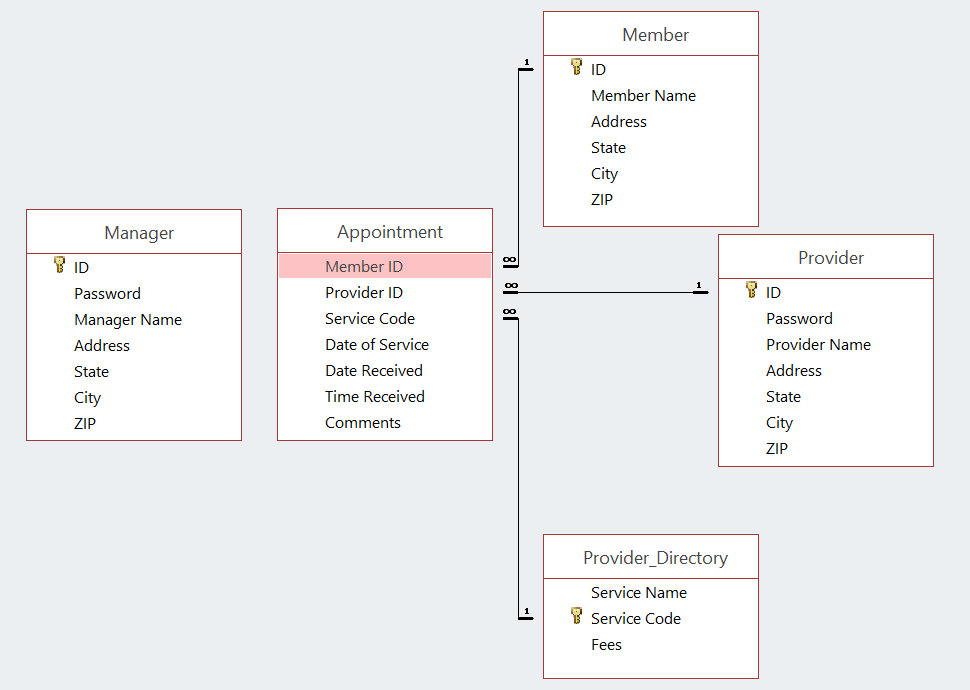 Member
ID
Member Name
Address
State
City
ZIP
Manager
ID
Password
Manager Name
Address
State
City
ZIP
Appointment
Member ID
Provider ID
Service Code
Date of Service
Date Received
Time Received
Comments
1
∞
∞
1
∞
1
Provider
ID
Password
Provider Name
Address
State
City
ZIP
Provider_Directory
Service Name
Service Code
Fees